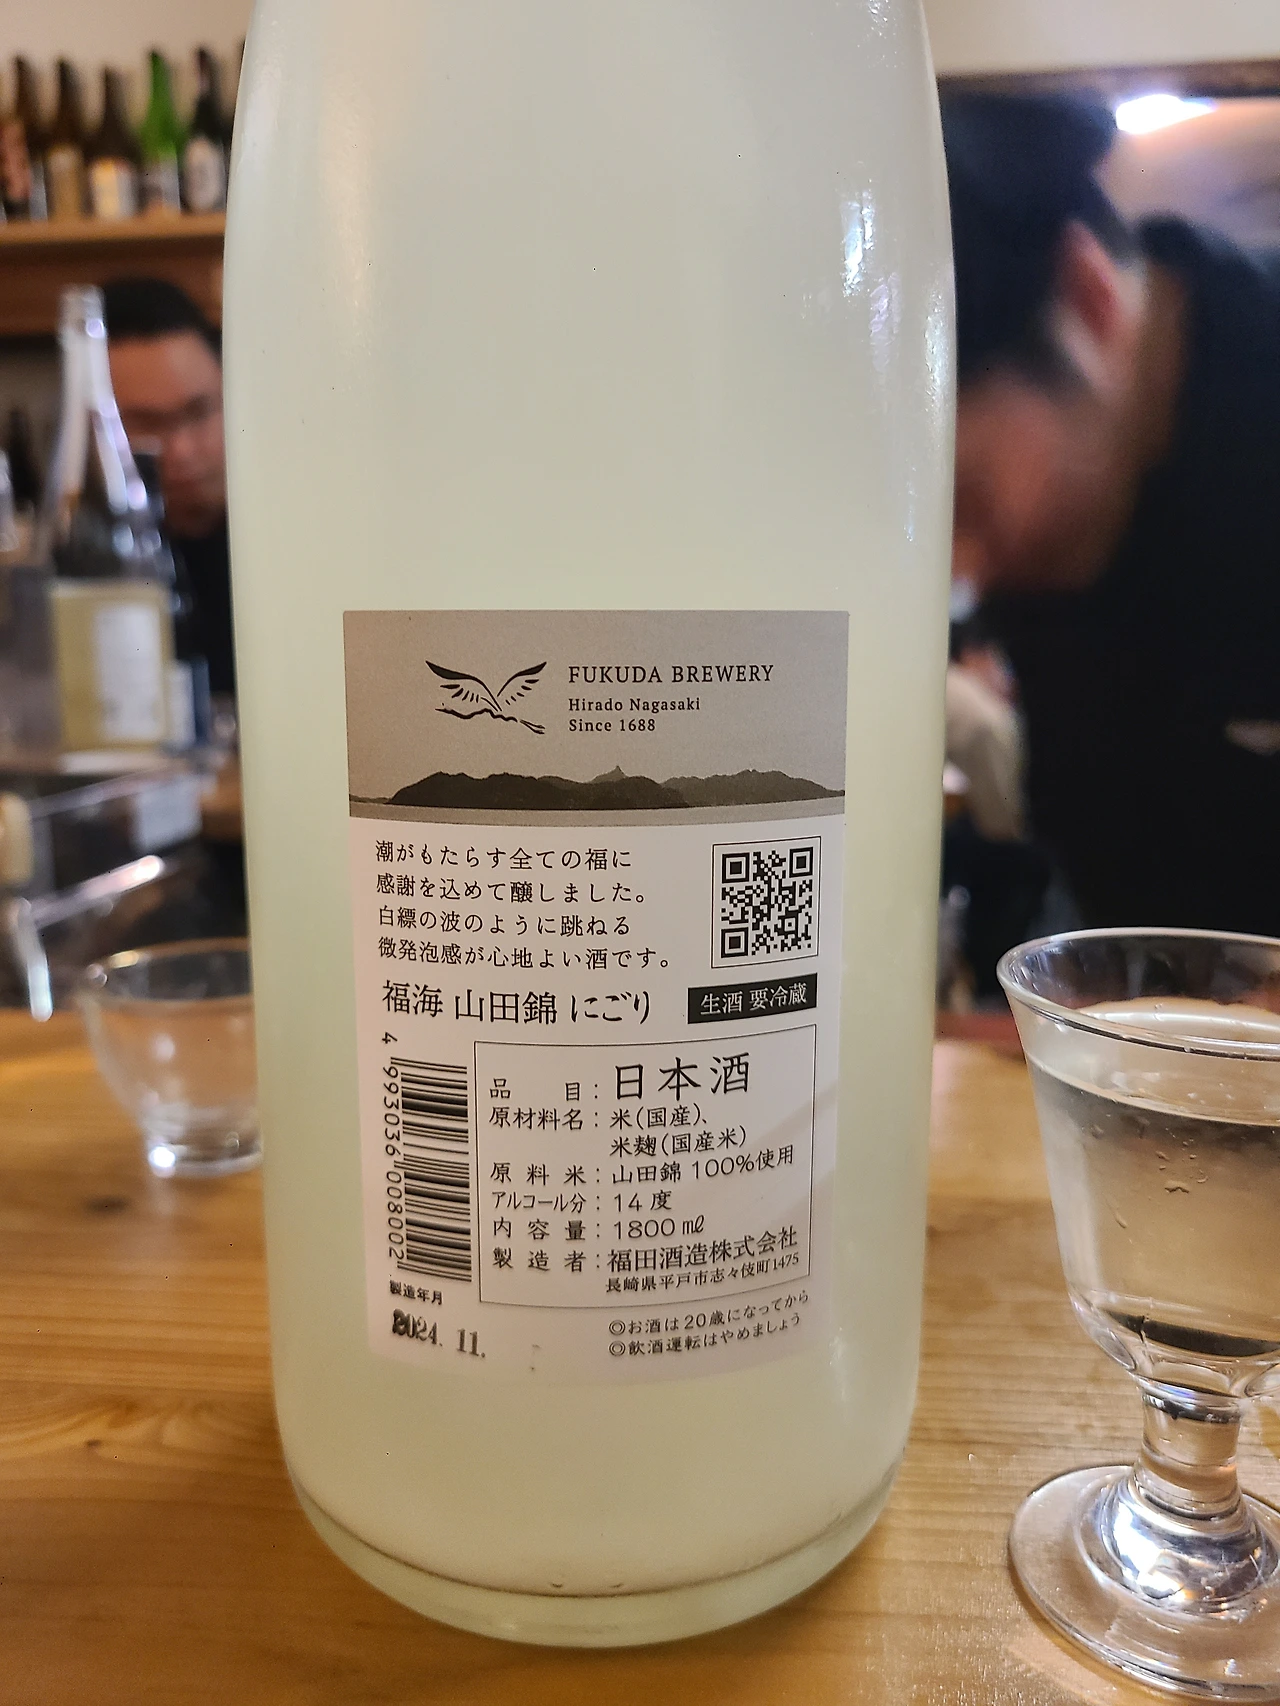 FUKUDA BREWERY
Hirado Nagasaki
Since 1688
潮がもたらす全ての福に
感謝を込めて醸しました。
白縹の波のように跳ねる
微発泡感が心地よい酒です。
福海 山田錦 にごり
生酒 要冷蔵
4 993036 008002
品目：日本酒
原材料名：米（国産）、
米麹（国産米）
原料米：山田錦 100%使用
アルコール分：14度
内容量：1800㎖
製造者：福田酒造株式会社
長崎県平戸市志々伎町1475
製造年月
2024. 11.
◎お酒は20歳になってから
◎飲酒運転はやめましょう